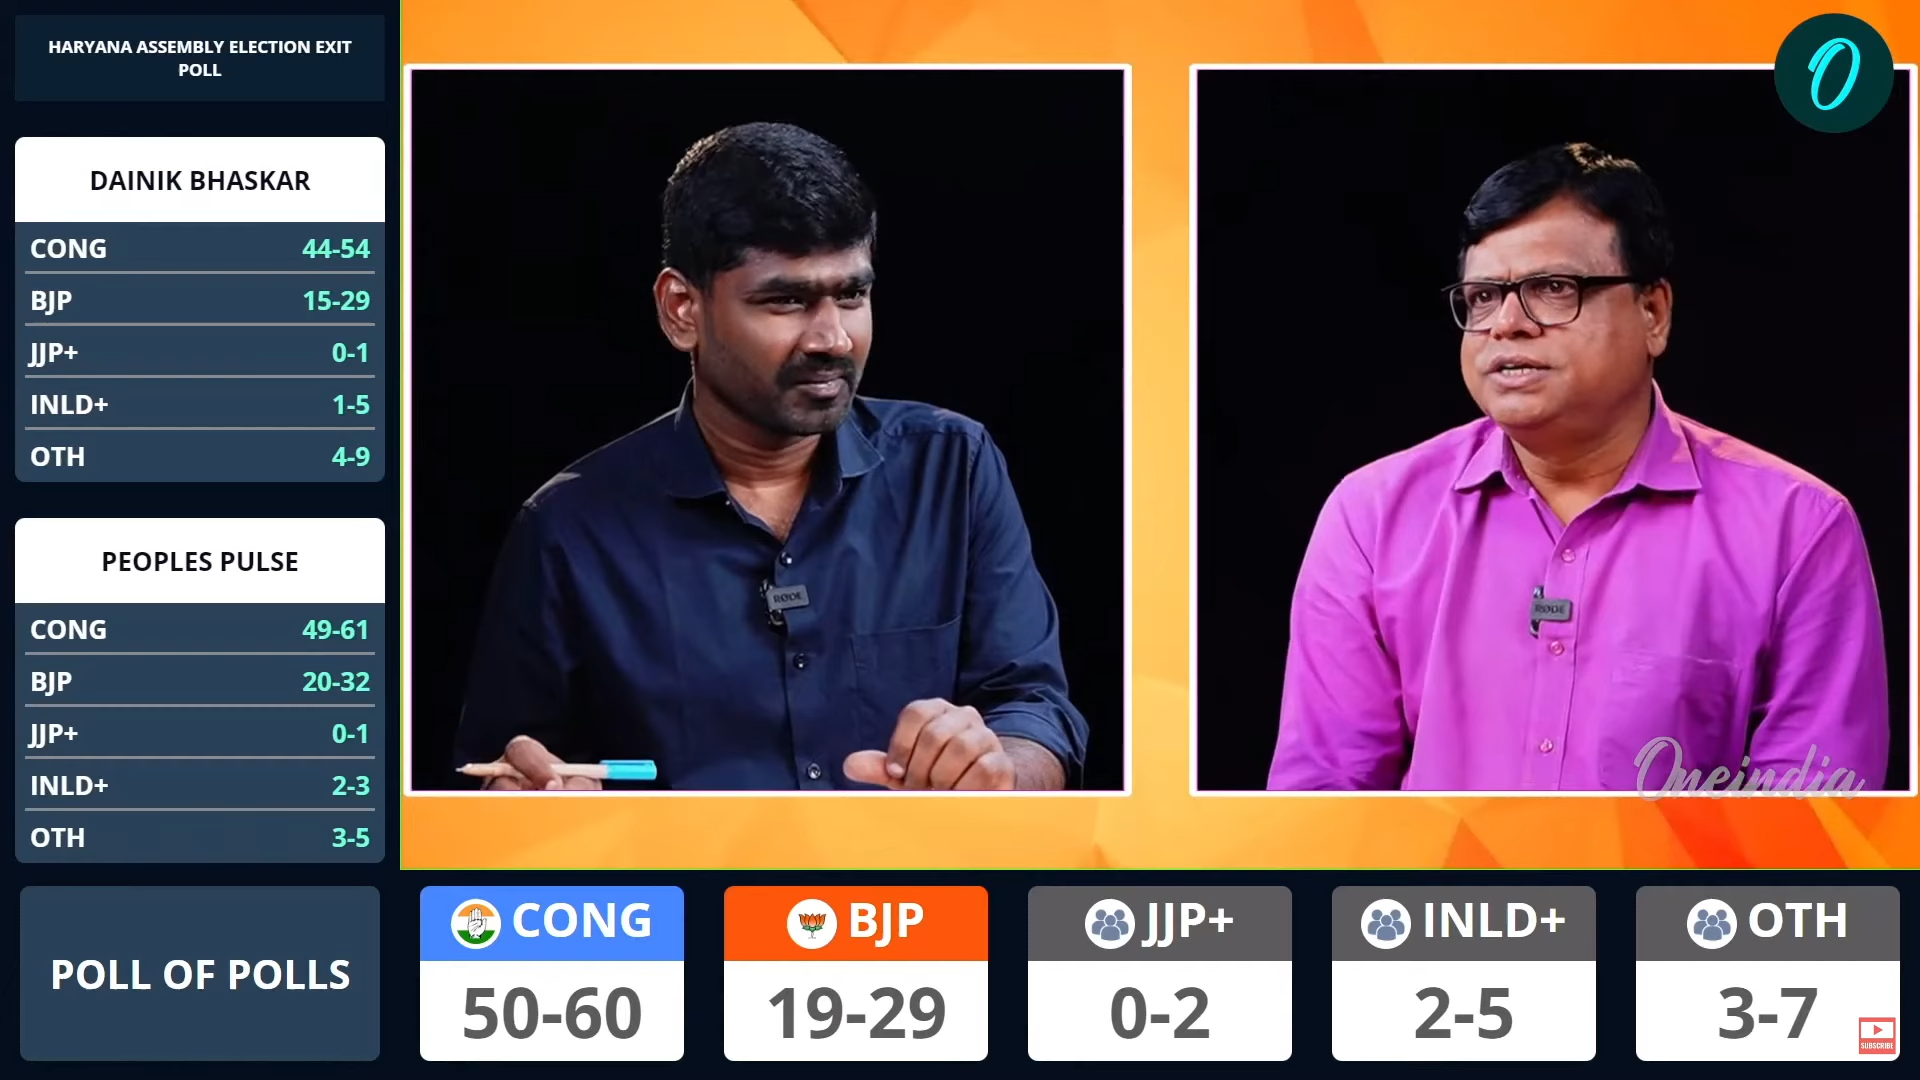 HARYANA ASSEMBLY ELECTION EXIT
POLL
DAINIK BHASKAR
CONG 44-54
BJP 15-29
JJP+ 0-1
INLD+ 1-5
OTH 4-9
PEOPLES PULSE
CONG 49-61
BJP 20-32
JJP+ 0-1
INLD+ 2-3
OTH 3-5
RØDE
RØDE
Oneindia
POLL OF POLLS
CONG
50-60
BJP
19-29
JJP+
0-2
INLD+
2-5
OTH
3-7
SUBSCRIBE